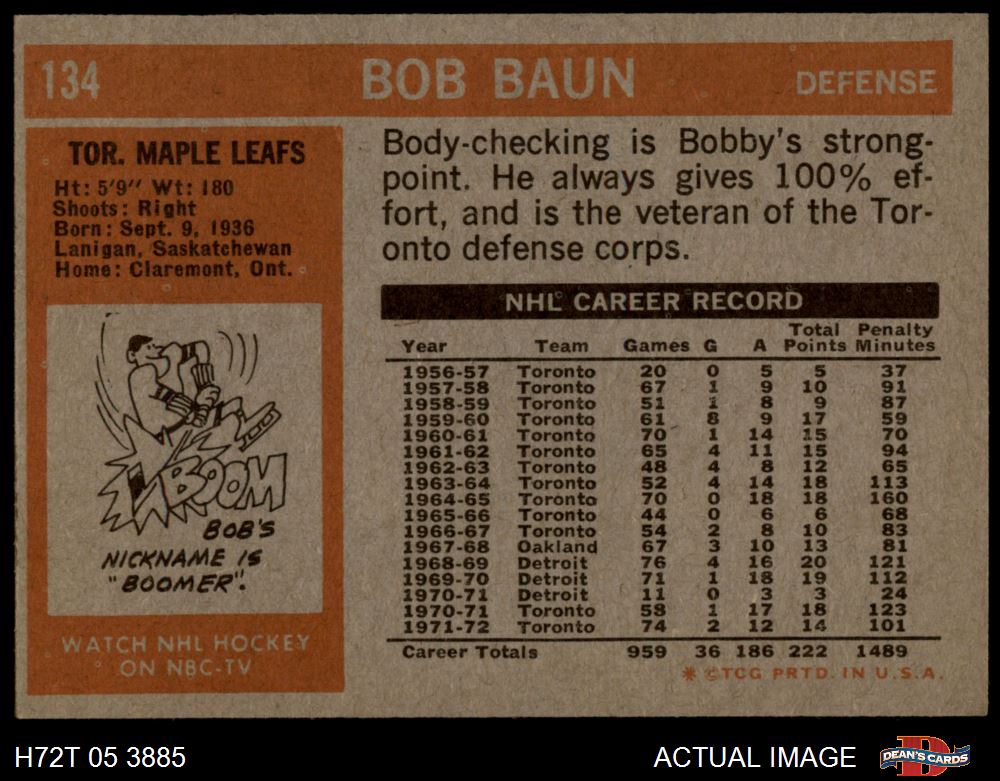 134 BOB BAUN DEFENSE
TOR. MAPLE LEAFS
Ht: 5'9" Wt: 180
Shoots: Right
Born: Sept. 9, 1936
Lanigan, Saskatchewan
Home: Claremont, Ont.
KABOOM
BOB'S
NICKNAME IS
"BOOMER".
WATCH NHL HOCKEY
ON NBC-TV
Body-checking is Bobby's strong-
point. He always gives 100% ef-
fort, and is the veteran of the Tor-
onto defense corps.
NHL CAREER RECORD
Year Team Games G A Total Points Penalty Minutes
1956-57 Toronto 20 0 5 5 37
1957-58 Toronto 67 1 9 10 91
1958-59 Toronto 51 1 8 9 87
1959-60 Toronto 61 8 9 17 59
1960-61 Toronto 70 1 14 15 70
1961-62 Toronto 65 4 11 15 94
1962-63 Toronto 48 4 8 12 65
1963-64 Toronto 52 4 14 18 113
1964-65 Toronto 70 0 18 18 160
1965-66 Toronto 44 0 6 6 68
1966-67 Toronto 54 2 8 10 83
1967-68 Oakland 67 3 10 13 81
1968-69 Detroit 76 4 16 20 121
1969-70 Detroit 71 1 18 19 112
1970-71 Detroit 11 0 3 3 24
1970-71 Toronto 58 1 17 18 123
1971-72 Toronto 74 2 12 14 101
Career Totals 959 36 186 222 1489
* ©TCG PRTD. IN U.S.A.
H72T 05 3885 ACTUAL IMAGE DEAN'S CARDS